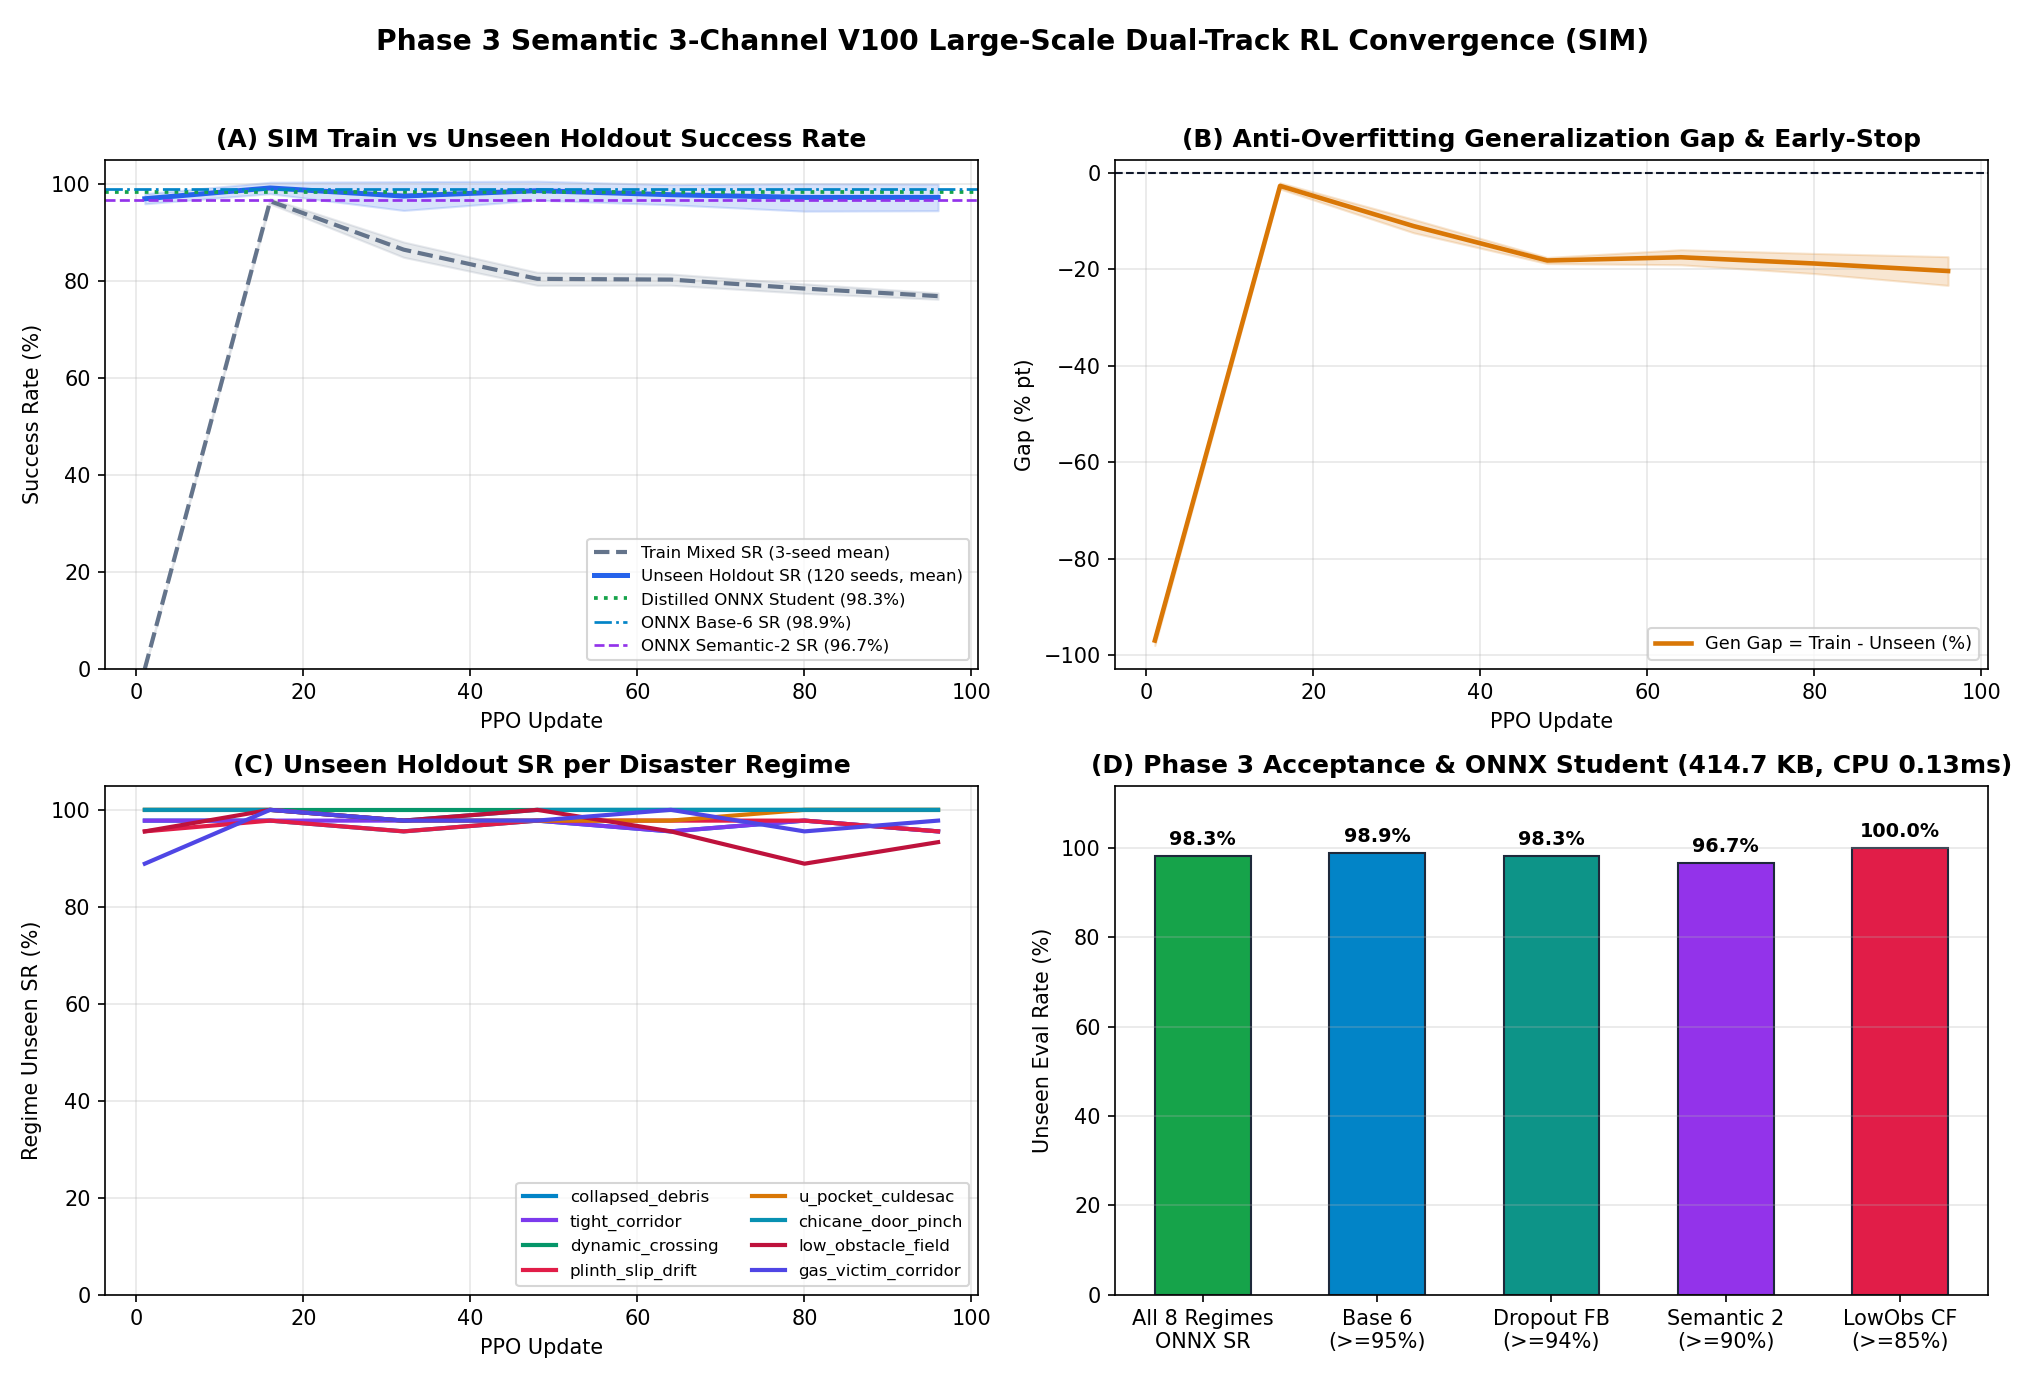 Phase 3 Semantic 3-Channel V100 Large-Scale Dual-Track RL Convergence (SIM)
(A) SIM Train vs Unseen Holdout Success Rate
Success Rate (%)
100
80
60
40
20
0
0 20 40 60 80 100
PPO Update
Train Mixed SR (3-seed mean)
Unseen Holdout SR (120 seeds, mean)
Distilled ONNX Student (98.3%)
ONNX Base-6 SR (98.9%)
ONNX Semantic-2 SR (96.7%)
(B) Anti-Overfitting Generalization Gap & Early-Stop
Gap (% pt)
0
−20
−40
−60
−80
−100
0 20 40 60 80 100
PPO Update
Gen Gap = Train - Unseen (%)
(C) Unseen Holdout SR per Disaster Regime
Regime Unseen SR (%)
100
80
60
40
20
0
0 20 40 60 80 100
PPO Update
collapsed_debris
tight_corridor
dynamic_crossing
plinth_slip_drift
u_pocket_culdesac
chicane_door_pinch
low_obstacle_field
gas_victim_corridor
(D) Phase 3 Acceptance & ONNX Student (414.7 KB, CPU 0.13ms)
Unseen Eval Rate (%)
100
80
60
40
20
0
98.3% 98.9% 98.3% 96.7% 100.0%
All 8 Regimes
ONNX SR
Base 6
(>=95%)
Dropout FB
(>=94%)
Semantic 2
(>=90%)
LowObs CF
(>=85%)